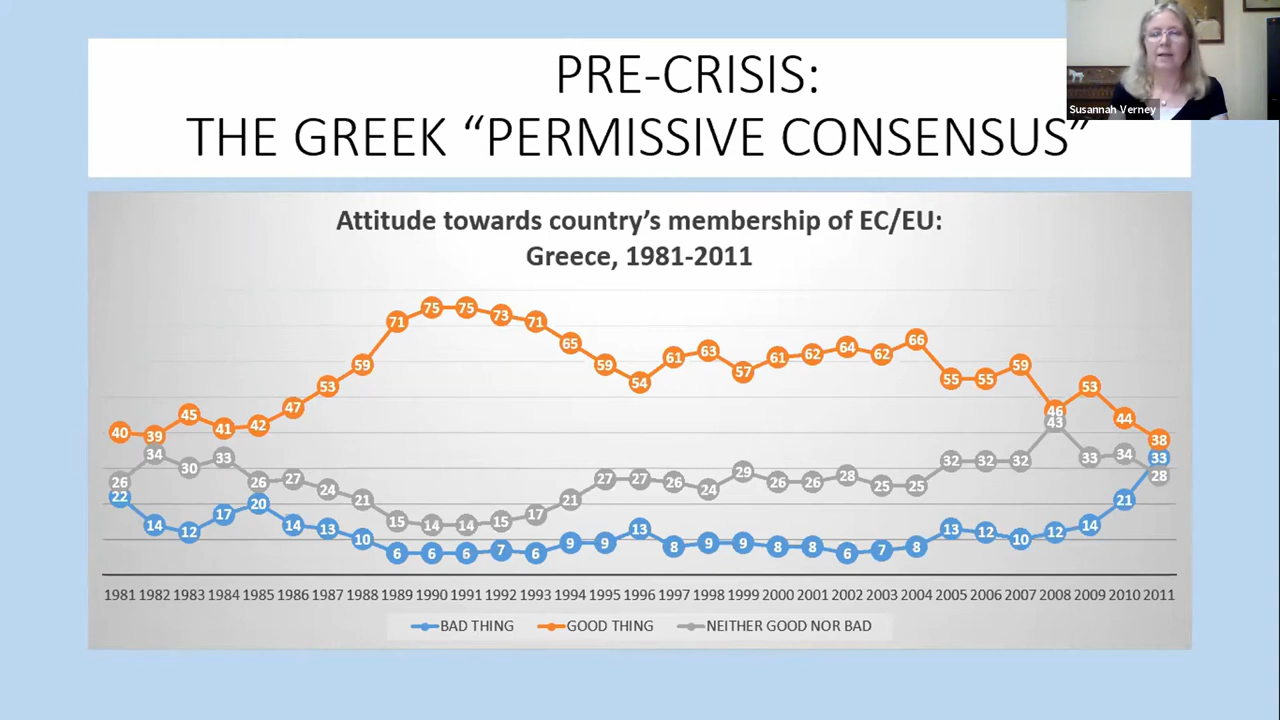 PRE-CRISIS:
THE GREEK “PERMISSIVE CONSENSUS”
Susannah Verney
Attitude towards country’s membership of EC/EU:
Greece, 1981-2011
40 39 45 41 42 47 53 59 71 75 75 73 71 65 59 54 61 63 57 61 62 64 62 66 55 55 59 46 53 44 38
26 34 30 33 26 27 24 21 15 14 14 15 17 21 27 27 26 24 29 26 26 28 25 25 32 32 32 43 33 34 28
22 14 12 17 20 14 13 10 6 6 6 7 6 9 9 13 8 9 9 8 8 6 7 8 13 12 10 12 14 21 33
1981 1982 1983 1984 1985 1986 1987 1988 1989 1990 1991 1992 1993 1994 1995 1996 1997 1998 1999 2000 2001 2002 2003 2004 2005 2006 2007 2008 2009 2010 2011
BAD THING GOOD THING NEITHER GOOD NOR BAD